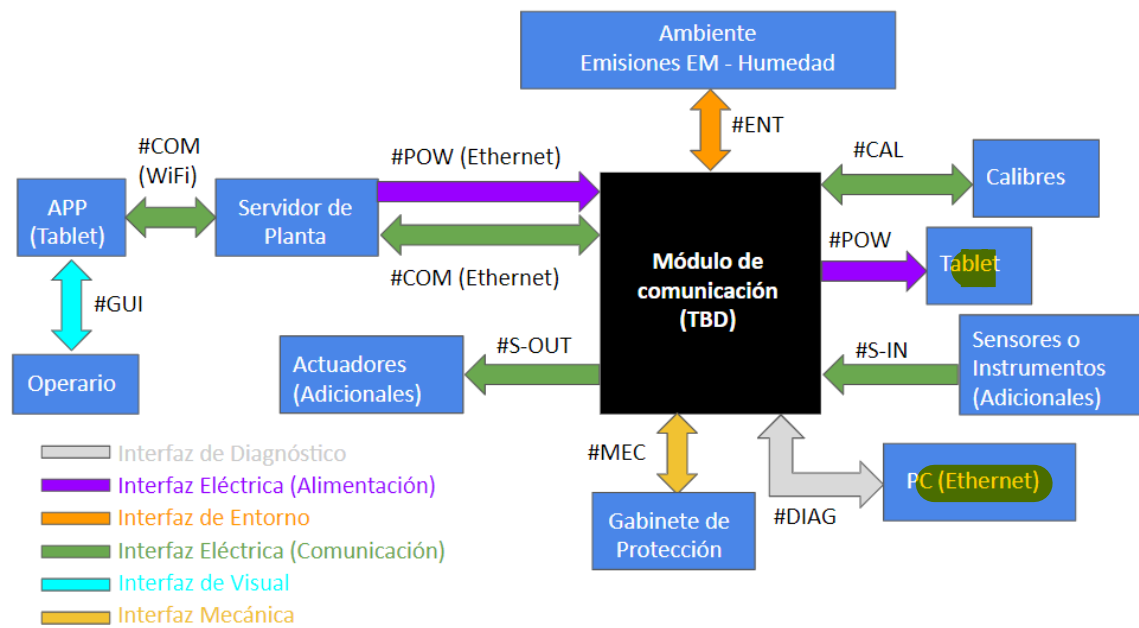 Ambiente
Emisiones EM - Humedad
#ENT
#COM
(WiFi)
#POW (Ethernet)
#CAL
Calibres
APP
(Tablet)
Servidor de
Planta
#COM (Ethernet)
Módulo de
comunicación
(TBD)
#POW
Tablet
#GUI
#S-OUT
#S-IN
Operario
Actuadores
(Adicionales)
Sensores o
Instrumentos
(Adicionales)
#MEC
#DIAG
Gabinete de
Protección
PC (Ethernet)
Interfaz de Diagnóstico
Interfaz Eléctrica (Alimentación)
Interfaz de Entorno
Interfaz Eléctrica (Comunicación)
Interfaz de Visual
Interfaz Mecánica